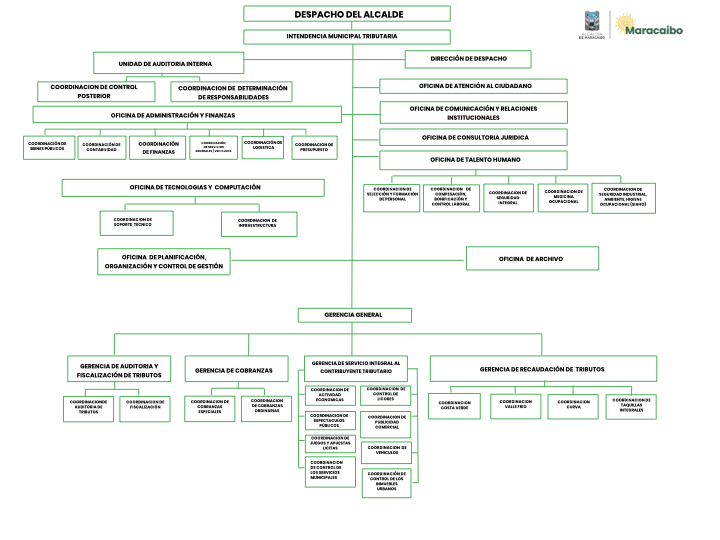 DESPACHO DEL ALCALDE
ALCALDÍA
DE MARACAIBO
Maracaibo
INTENDENCIA MUNICIPAL TRIBUTARIA
UNIDAD DE AUDITORIA INTERNA
DIRECCIÓN DE DESPACHO
COORDINACION DE CONTROL
POSTERIOR
COORDINACION DE DETERMINACIÓN
DE RESPONSABILIDADES
OFICINA DE ATENCIÓN AL CIUDADANO
OFICINA DE ADMINISTRACIÓN Y FINANZAS
OFICINA DE COMUNICACIÓN Y RELACIONES
INSTITUCIONALES
OFICINA DE CONSULTORIA JURIDICA
COORDINACIÓN DE
BIENES PÚBLICOS
COORDINACIÓN DE
CONTABILIDAD
COORDINACIÓN
DE FINANZAS
COORDINACIÓN
DE SERVICIOS
GENERALES
COORDINACIÓN DE
LOGISTICA
COORDINACION DE
PRESUPUESTO
OFICINA DE TALENTO HUMANO
OFICINA DE TECNOLOGIAS Y COMPUTACIÓN
COORDINACION DE
SELECCIÓN Y FORMACIÓN
DE PERSONAL
COORDINACION DE
COMPESACIÓN,
BONIFICACIÓN Y
CONTROL LABORAL
COORDINACION DE
SEGURIDAD
INTEGRAL
COORDINACION DE
MEDICINA
OCUPACIONAL
COORDINACION DE
SEGURIDAD INDUSTRIAL,
AMBIENTE, HIGIENE
OCUPACIONAL (SIAHO)
COORDINACION DE
SOPORTE TECNICO
COORDINACION DE
INFRAESTRUCTURA
OFICINA DE PLANIFICACIÓN,
ORGANIZACIÓN Y CONTROL DE GESTIÓN
OFICINA DE ARCHIVO
GERENCIA GENERAL
GERENCIA DE AUDITORIA Y
FISCALIZACIÓN DE TRIBUTOS
GERENCIA DE COBRANZAS
GERENCIA DE SERVICIO INTEGRAL AL
CONTRIBUYENTE TRIBUTARIO
GERENCIA DE RECAUDACIÓN DE TRIBUTOS
COORDINACIONDE
AUDITORIA DE
TRIBUTOS
COORDINACION DE
FISCALIZACIÓN
COORDINACION DE
COBRANZAS
ESPECIALES
COORDINACION DE
DE COBRANZAS
ORDINARIAS
COORDINACION DE
ACTIVIDAD
ECONOMICAS
COORDINACION DE
CONTROL DE
LICORES
COORDINACION
COSTA VERDE
COORDINACION
VALLE FRIO
COORDINACION
CURVA
COORDINACION DE
TAQUILLAS
INTEGRALES
COORDINACION DE
ESPECTACULOS
PÚBLICOS
COORDINACION DE
PUBLICIDAD
COMERCIAL
COORDINACION DE
JUEGOS Y APUESTAS
LICITAS
COORDINACION DE
VEHICULOS
COORDINACION
DE CONTROL DE
LOS SERVICIOS
MUNICIPALES
COORDINACIÓN DE
CONTROL DE LOS
INMUEBLES
URBANOS